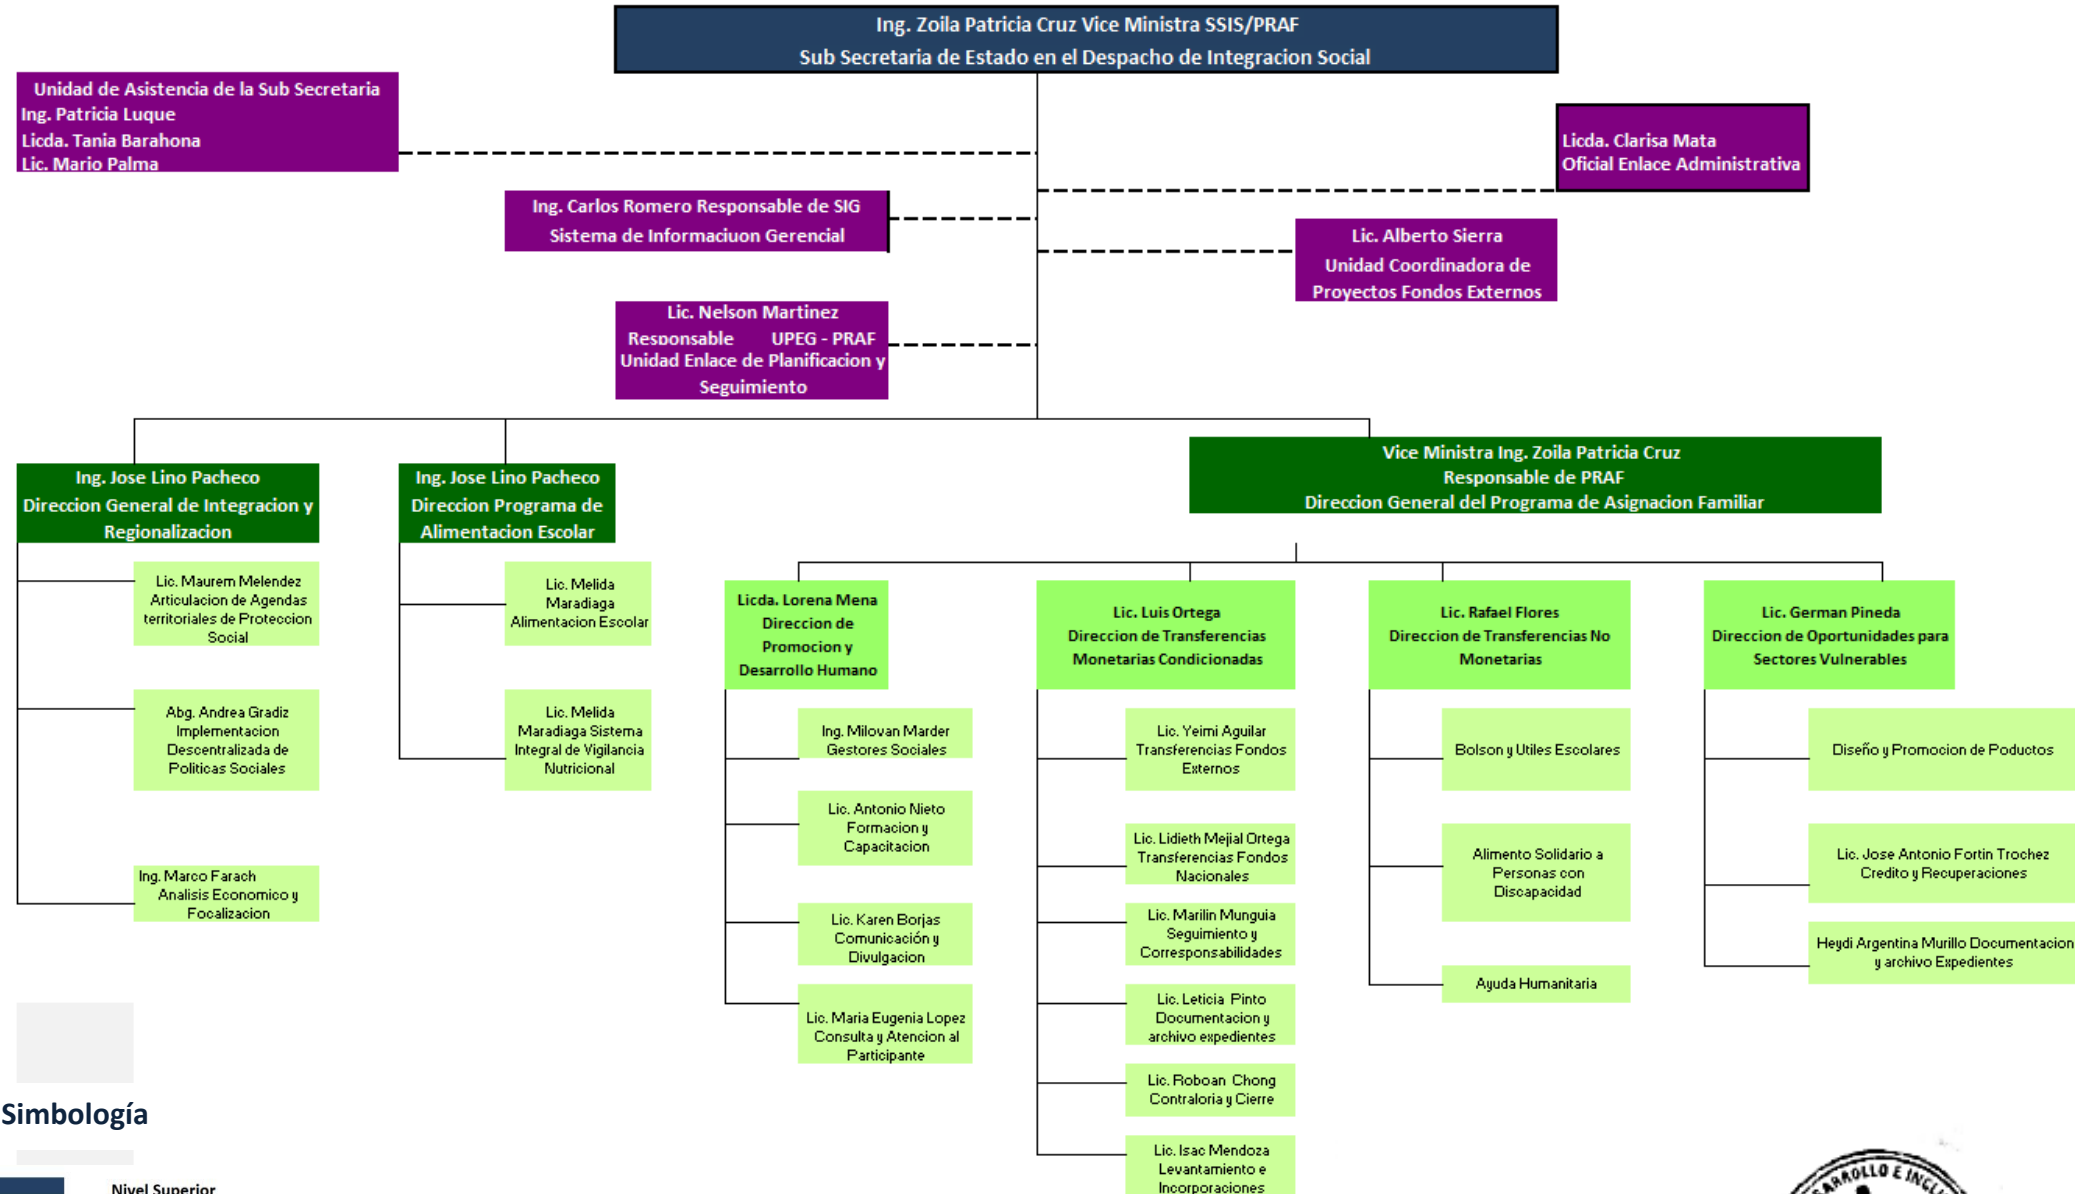 Ing. Zoila Patricia Cruz Vice Ministra SSIS/PRAF
Sub Secretaria de Estado en el Despacho de Integracion Social
Unidad de Asistencia de la Sub Secretaria
Ing. Patricia Luque
Licda. Tania Barahona
Lic. Mario Palma
Licda. Clarisa Mata
Oficial Enlace Administrativa
Ing. Carlos Romero Responsable de SIG
Sistema de Informaciuon Gerencial
Lic. Alberto Sierra
Unidad Coordinadora de
Proyectos Fondos Externos
Lic. Nelson Martinez
Responsable UPEG - PRAF
Unidad Enlace de Planificacion y
Seguimiento
Ing. Jose Lino Pacheco
Direccion General de Integracion y
Regionalizacion
Ing. Jose Lino Pacheco
Direccion Programa de
Alimentacion Escolar
Vice Ministra Ing. Zoila Patricia Cruz
Responsable de PRAF
Direccion General del Programa de Asignacion Familiar
Lic. Maurem Melendez
Articulacion de Agendas
territoriales de Proteccion
Social
Abg. Andrea Gradiz
Implementacion
Descentralizada de
Politicas Sociales
Ing. Marco Farach
Analisis Economico y
Focalizacion
Lic. Melida
Maradiaga
Alimentacion Escolar
Lic. Melida
Maradiaga Sistema
Integral de Vigilancia
Nutricional
Licda. Lorena Mena
Direccion de
Promocion y
Desarrollo Humano
Ing. Milovan Marder
Gestores Sociales
Lic. Antonio Nieto
Formacion y
Capacitacion
Lic. Karen Borjas
Comunicación y
Divulgacion
Lic. Maria Eugenia Lopez
Consulta y Atencion al
Participante
Lic. Luis Ortega
Direccion de Transferencias
Monetarias Condicionadas
Lic. Yeimi Aguilar
Transferencias Fondos
Externos
Lic. Lidieth Mejial Ortega
Transferencias Fondos
Nacionales
Lic. Marilin Munguia
Seguimiento y
Corresponsabilidades
Lic. Leticia Pinto
Documentacion y
archivo expedientes
Lic. Roboan Chong
Contraloria y Cierre
Lic. Isac Mendoza
Levantamiento e
Incorporaciones
Lic. Rafael Flores
Direccion de Transferencias No
Monetarias
Bolson y Utiles Escolares
Alimento Solidario a
Personas con
Discapacidad
Ayuda Humanitaria
Lic. German Pineda
Direccion de Oportunidades para
Sectores Vulnerables
Diseño y Promocion de Poductos
Lic. Jose Antonio Fortin Trochez
Credito y Recuperaciones
Heydi Argentina Murillo Documentacion
y archivo Expedientes
Simbología
Nivel Superior